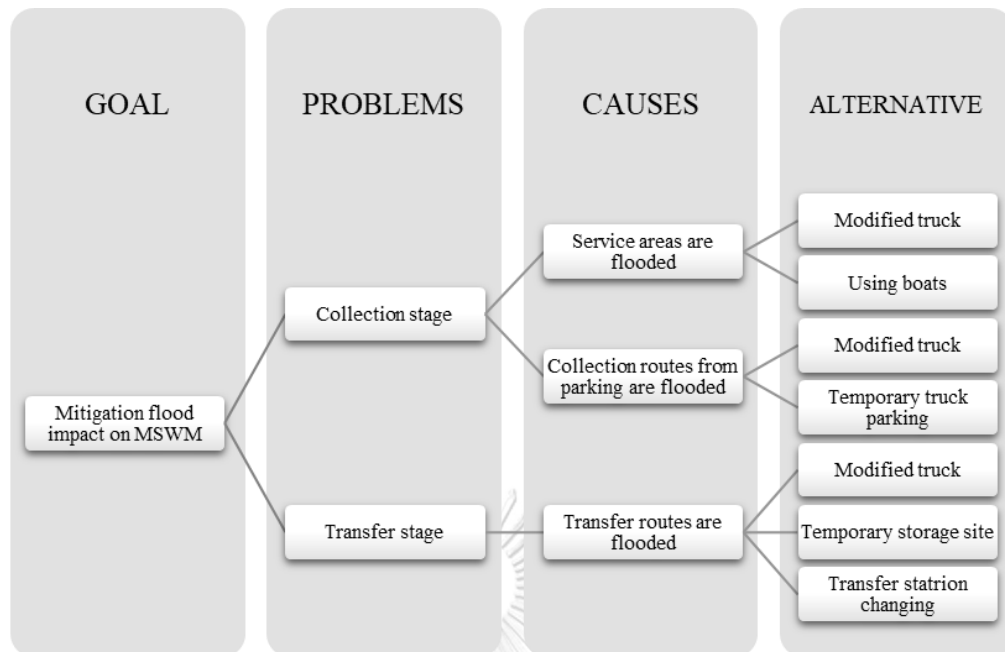 GOAL
PROBLEMS
CAUSES
ALTERNATIVE
Mitigation flood
impact on MSWM
Collection stage
Transfer stage
Service areas are
flooded
Collection routes from
parking are flooded
Transfer routes are
flooded
Modified truck
Using boats
Modified truck
Temporary truck
parking
Modified truck
Temporary storage site
Transfer statrion
changing